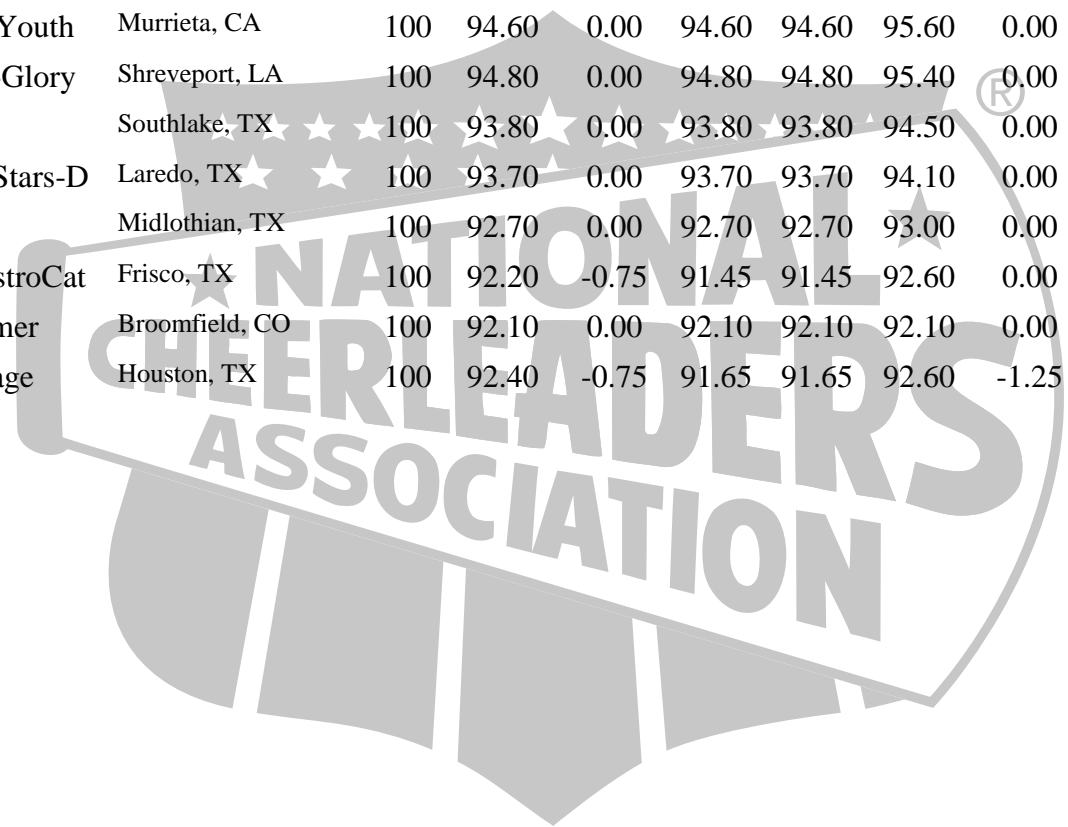 Youth Murrieta, CA 100 94.60 0.00 94.60 94.60 95.60 0.00
Glory Shreveport, LA 100 94.80 0.00 94.80 94.80 95.40 0.00
Southlake, TX 100 93.80 0.00 93.80 93.80 94.50 0.00
Stars-D Laredo, TX 100 93.70 0.00 93.70 93.70 94.10 0.00
Midlothian, TX 100 92.70 0.00 92.70 92.70 93.00 0.00
stroCat Frisco, TX 100 92.20 -0.75 91.45 91.45 92.60 0.00
mer Broomfield, CO 100 92.10 0.00 92.10 92.10 92.10 0.00
age Houston, TX 100 92.40 -0.75 91.65 91.65 92.60 -1.25
NATIONAL
CHEERLEADERS
ASSOCIATION
®